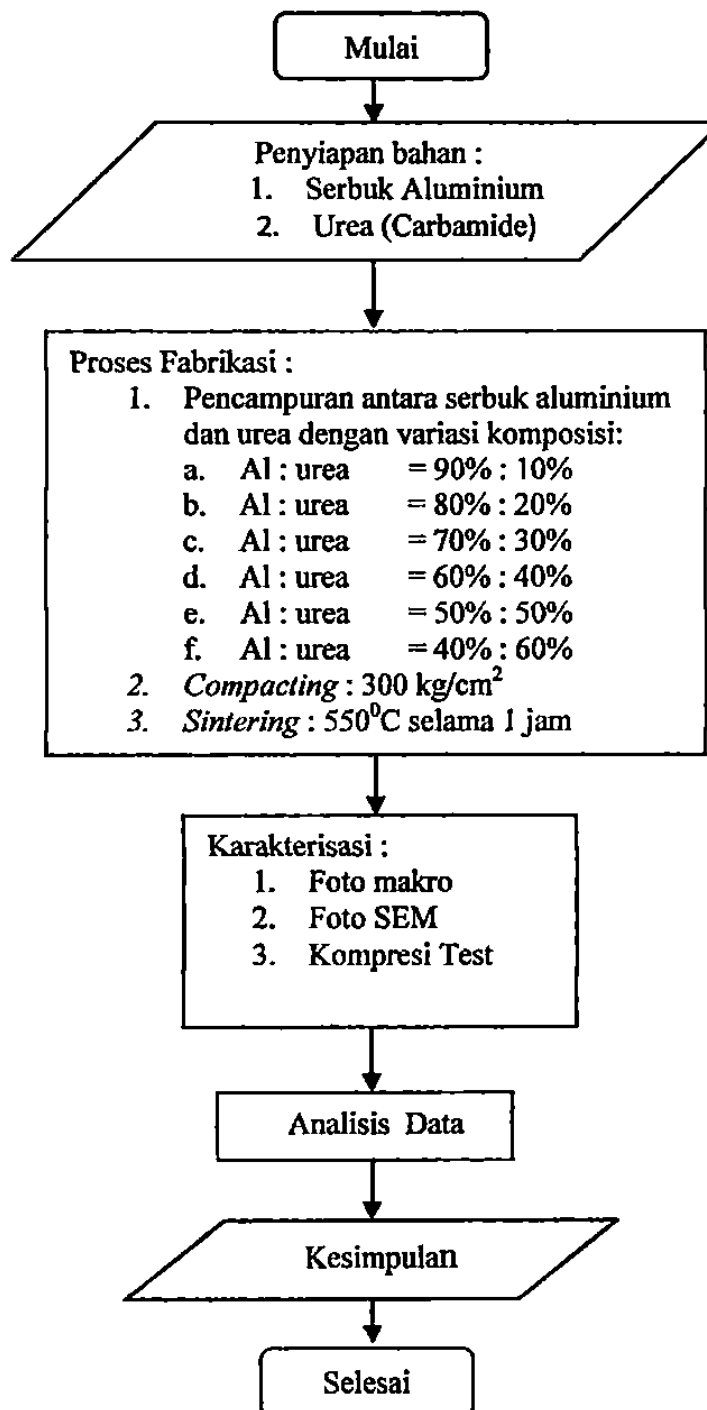 Mulai
Penyiapan bahan :
1. Serbuk Aluminium
2. Urea (Carbamide)
Proses Fabrikasi :
1. Pencampuran antara serbuk aluminium
dan urea dengan variasi komposisi:
a. Al : urea = 90% : 10%
b. Al : urea = 80% : 20%
c. Al : urea = 70% : 30%
d. Al : urea = 60% : 40%
e. Al : urea = 50% : 50%
f. Al : urea = 40% : 60%
2. Compacting : 300 kg/cm²
3. Sintering : 550⁰C selama 1 jam
Karakterisasi :
1. Foto makro
2. Foto SEM
3. Kompresi Test
Analisis Data
Kesimpulan
Selesai